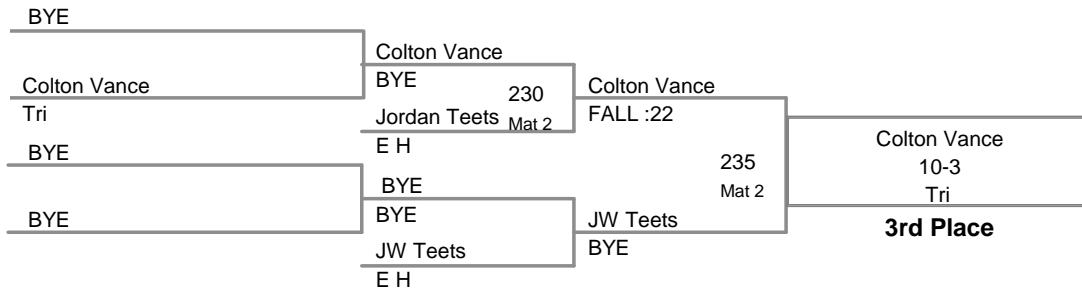 BYE
Colton Vance
Tri
BYE
BYE
Colton Vance
BYE
230
Mat 2
Jordan Teets
E H
BYE
BYE
JW Teets
E H
Colton Vance
FALL :22
235
Mat 2
JW Teets
BYE
Colton Vance
10-3
Tri
3rd Place